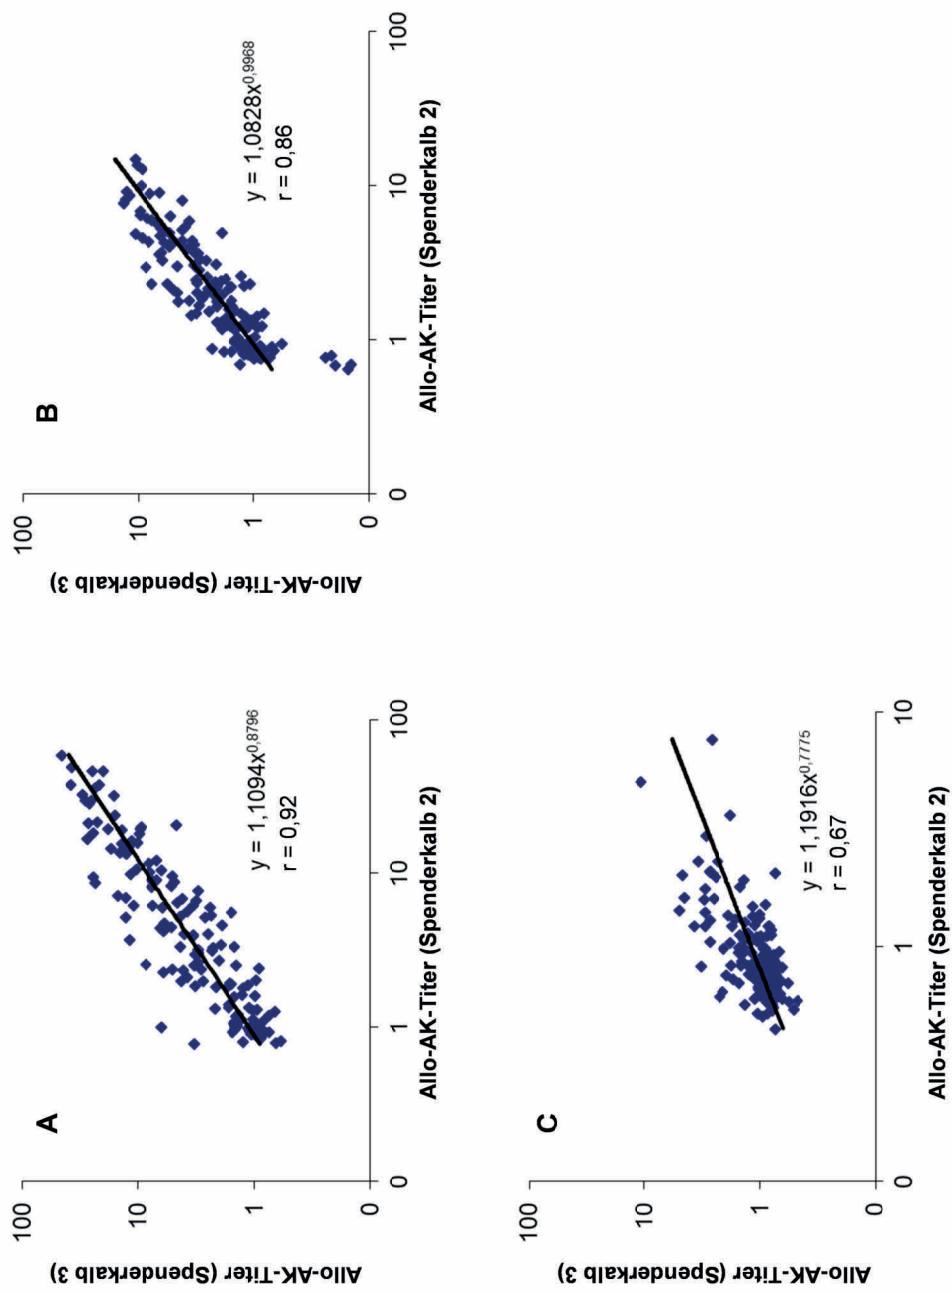 A
100
10
1
0
Allo-AK-Titer (Spenderkalb 3)
y = 1,1094x^0,8796
r = 0,92
0
1
10
100
Allo-AK-Titer (Spenderkalb 2)
B
100
10
1
0
Allo-AK-Titer (Spenderkalb 3)
y = 1,0828x^0,9968
r = 0,86
0
1
10
100
Allo-AK-Titer (Spenderkalb 2)
C
100
10
1
0
Allo-AK-Titer (Spenderkalb 3)
y = 1,1916x^0,7775
r = 0,67
0
1
10
Allo-AK-Titer (Spenderkalb 2)